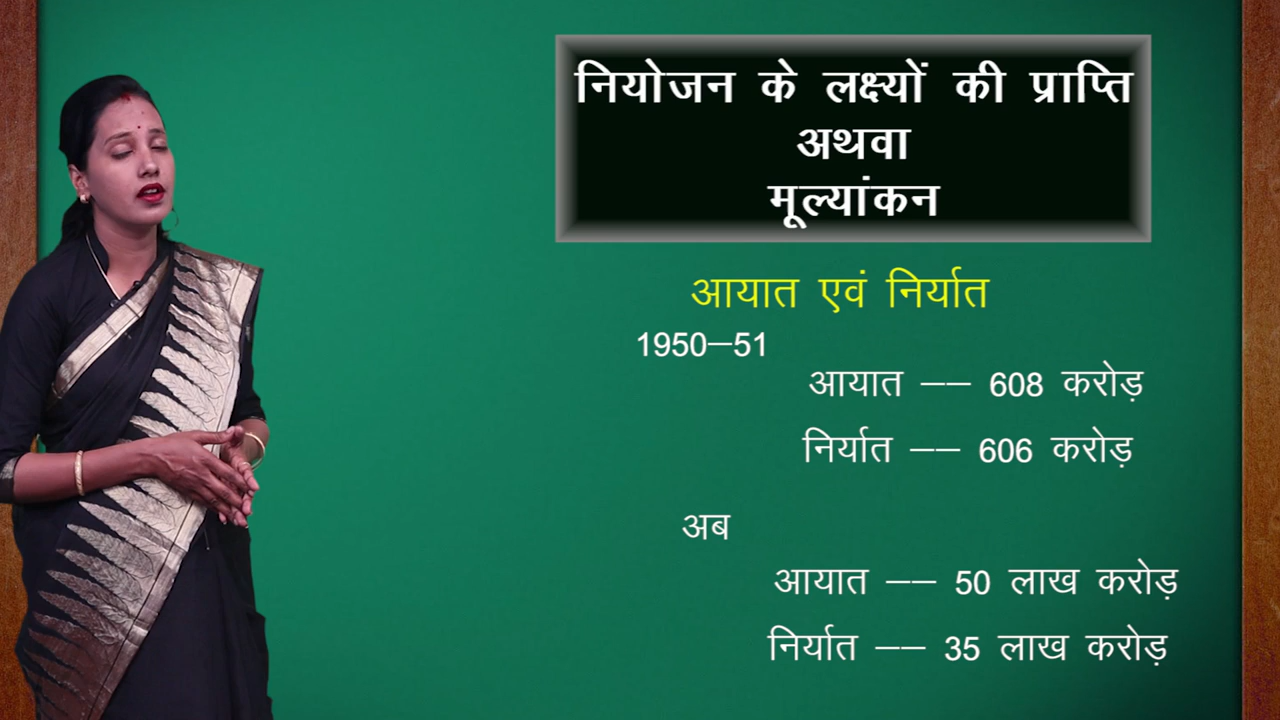 नियोजन के लक्ष्यों की प्राप्ति
अथवा
मूल्यांकन
आयात एवं निर्यात
1950–51
आयात –– 608 करोड़
निर्यात –– 606 करोड़
अब
आयात –– 50 लाख करोड़
निर्यात –– 35 लाख करोड़